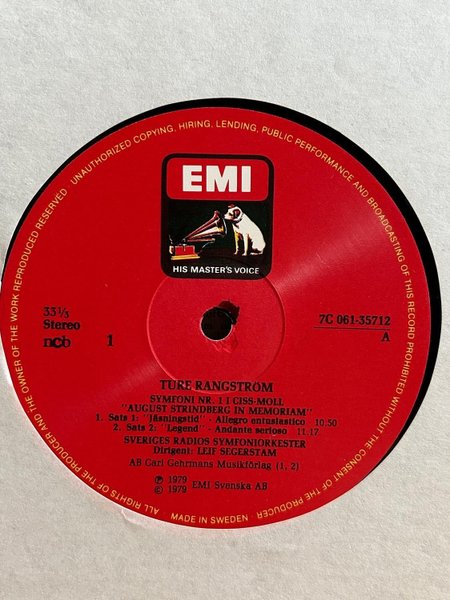 ALL RIGHTS OF THE PRODUCER AND THE OWNER OF THE WORK REPRODUCED RESERVED · UNAUTHORIZED COPYING, HIRING, LENDING, PUBLIC PERFORMANCE AND BROADCASTING OF THIS RECORD PROHIBITED WITHOUT THE CONSENT OF THE PRODUCER
EMI
HIS MASTER'S VOICE
33⅓
Stereo
ncb
1
7C 061-35712
A
TURE RANGSTRÖM
SYMFONI NR. 1 I CISS-MOLL
"AUGUST STRINDBERG IN MEMORIAM"
1. Sats 1: "Jäsningstid" - Allegro entusiastico 10.50
2. Sats 2: "Legend" - Andante serioso 11.17
SVERIGES RADIOS SYMFONIORKESTER
Dirigent: LEIF SEGERSTAM
AB Carl Gehrmans Musikförlag (1, 2)
℗ 1979
© 1979 EMI Svenska AB
MADE IN SWEDEN